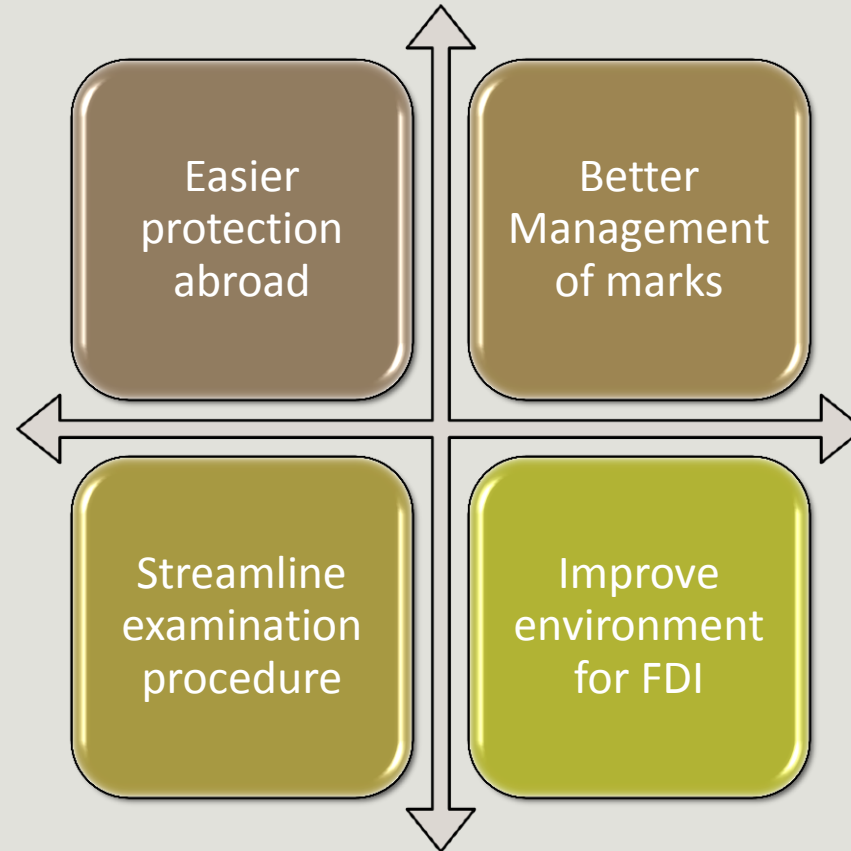 Easier
protection
abroad
Better
Management
of marks
Streamline
examination
procedure
Improve
environment
for FDI